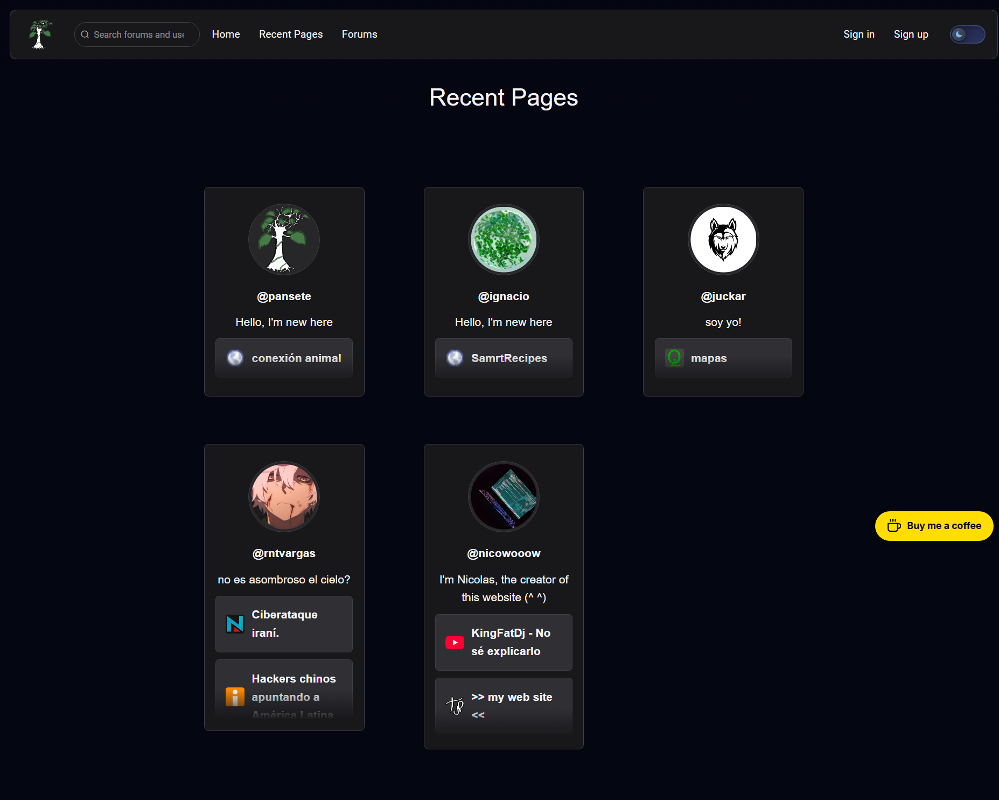 Search forums and us
Home
Recent Pages
Forums
Sign in
Sign up
Recent Pages
@pansete
Hello, I'm new here
conexión animal
@ignacio
Hello, I'm new here
SamrtRecipes
@juckar
soy yo!
mapas
@rntvargas
no es asombroso el cielo?
Ciberataque
iraní.
Hackers chinos
apuntando a
América Latina
@nicowooow
I'm Nicolas, the creator of
this website (^ ^)
KingFatDj - No
sé explicarlo
>> my web site
<<
Buy me a coffee